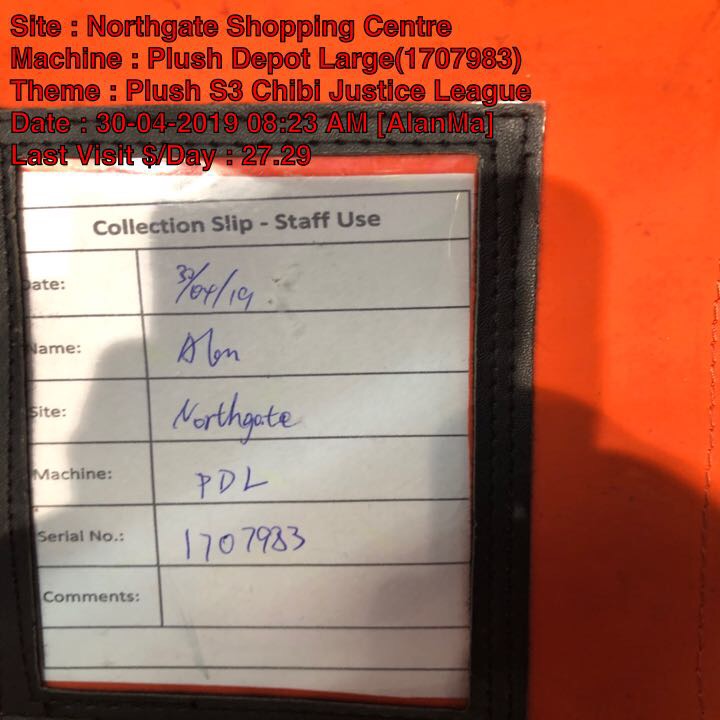 Site : Northgate Shopping Centre
Machine : Plush Depot Large(1707983)
Theme : Plush S3 Chibi Justice League
Date : 30-04-2019 08:23 AM [AlanMa]
Last Visit $/Day : 27.29
Collection Slip - Staff Use
ate: 30/04/19
Name: Alan
Site: Northgate
Machine: PDL
Serial No.: 1707983
Comments: